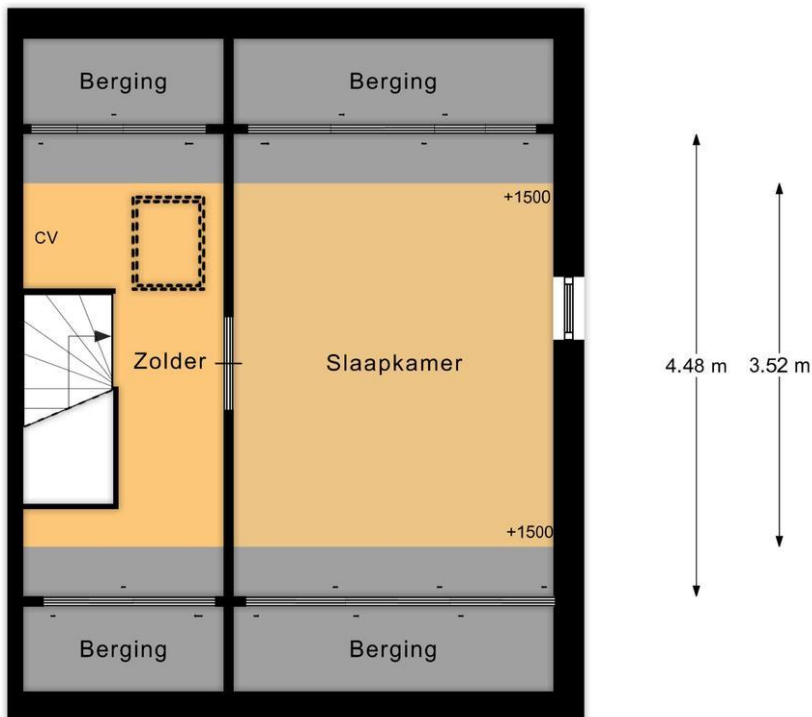 Berging
Berging
+1500
CV
Zolder
Slaapkamer
4.48 m
3.52 m
+1500
Berging
Berging